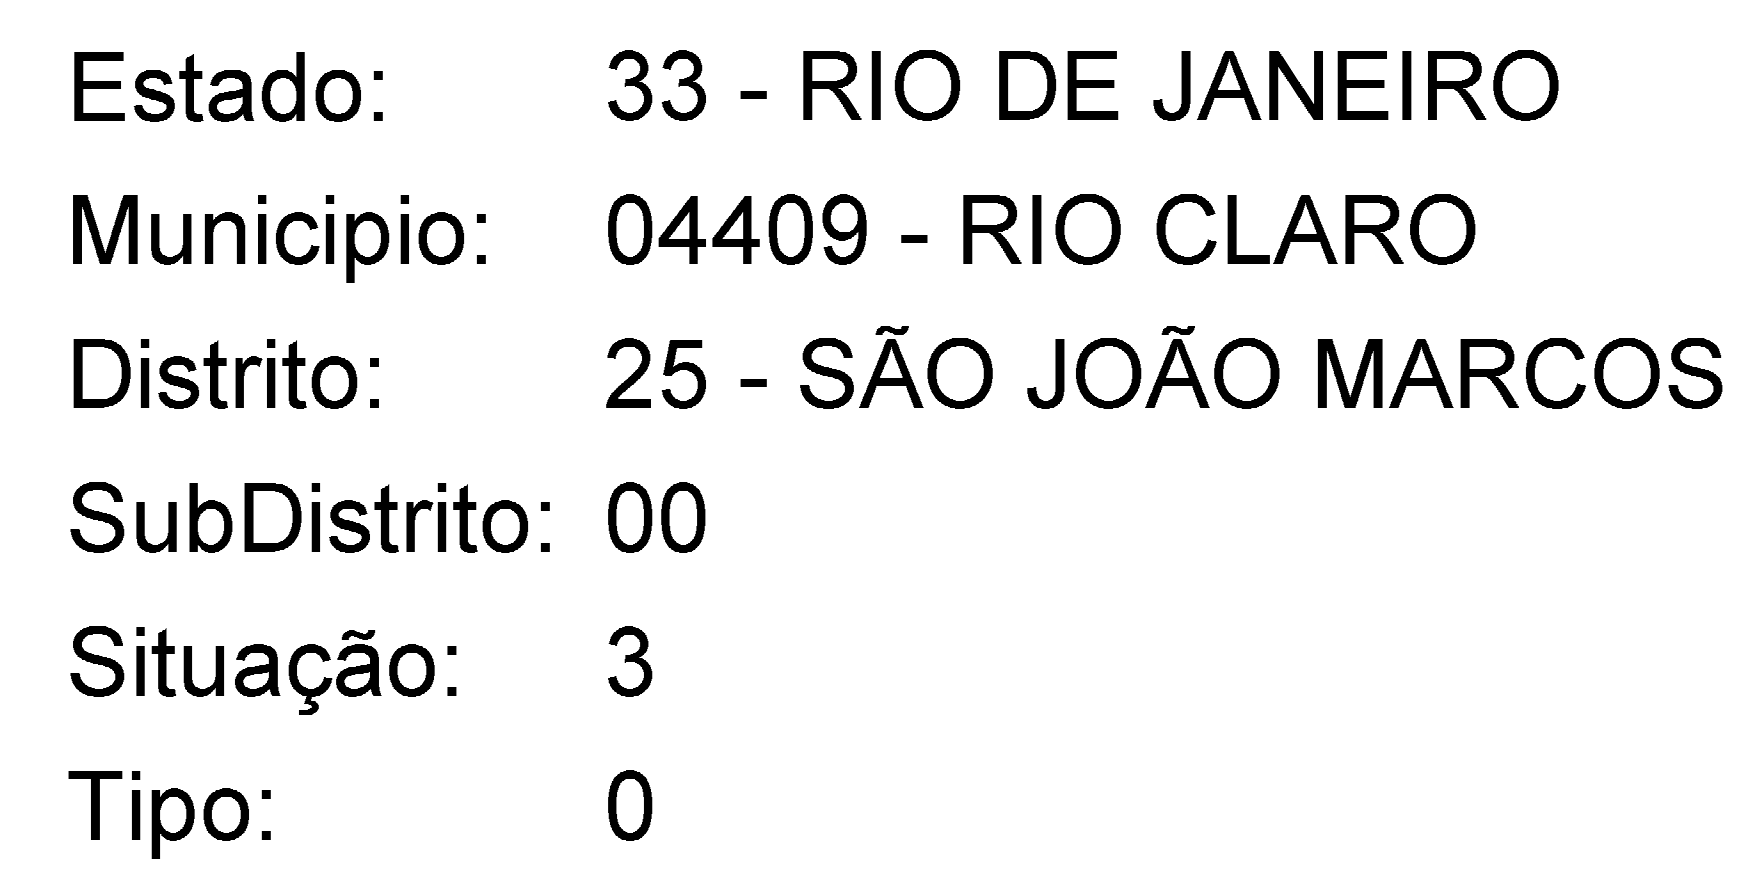 Estado: 33 - RIO DE JANEIRO
Municipio: 04409 - RIO CLARO
Distrito: 25 - SÃO JOÃO MARCOS
SubDistrito: 00
Situação: 3
Tipo: 0